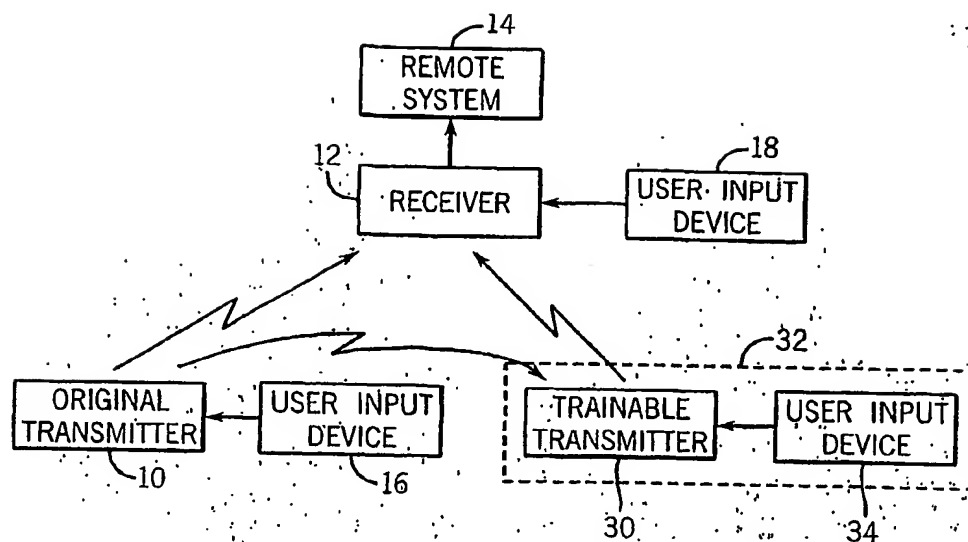 14
REMOTE
SYSTEM
12
RECEIVER
18
USER INPUT
DEVICE
32
ORIGINAL
TRANSMITTER
USER INPUT
DEVICE
TRAINABLE
TRANSMITTER
USER INPUT
DEVICE
10
16
30
34